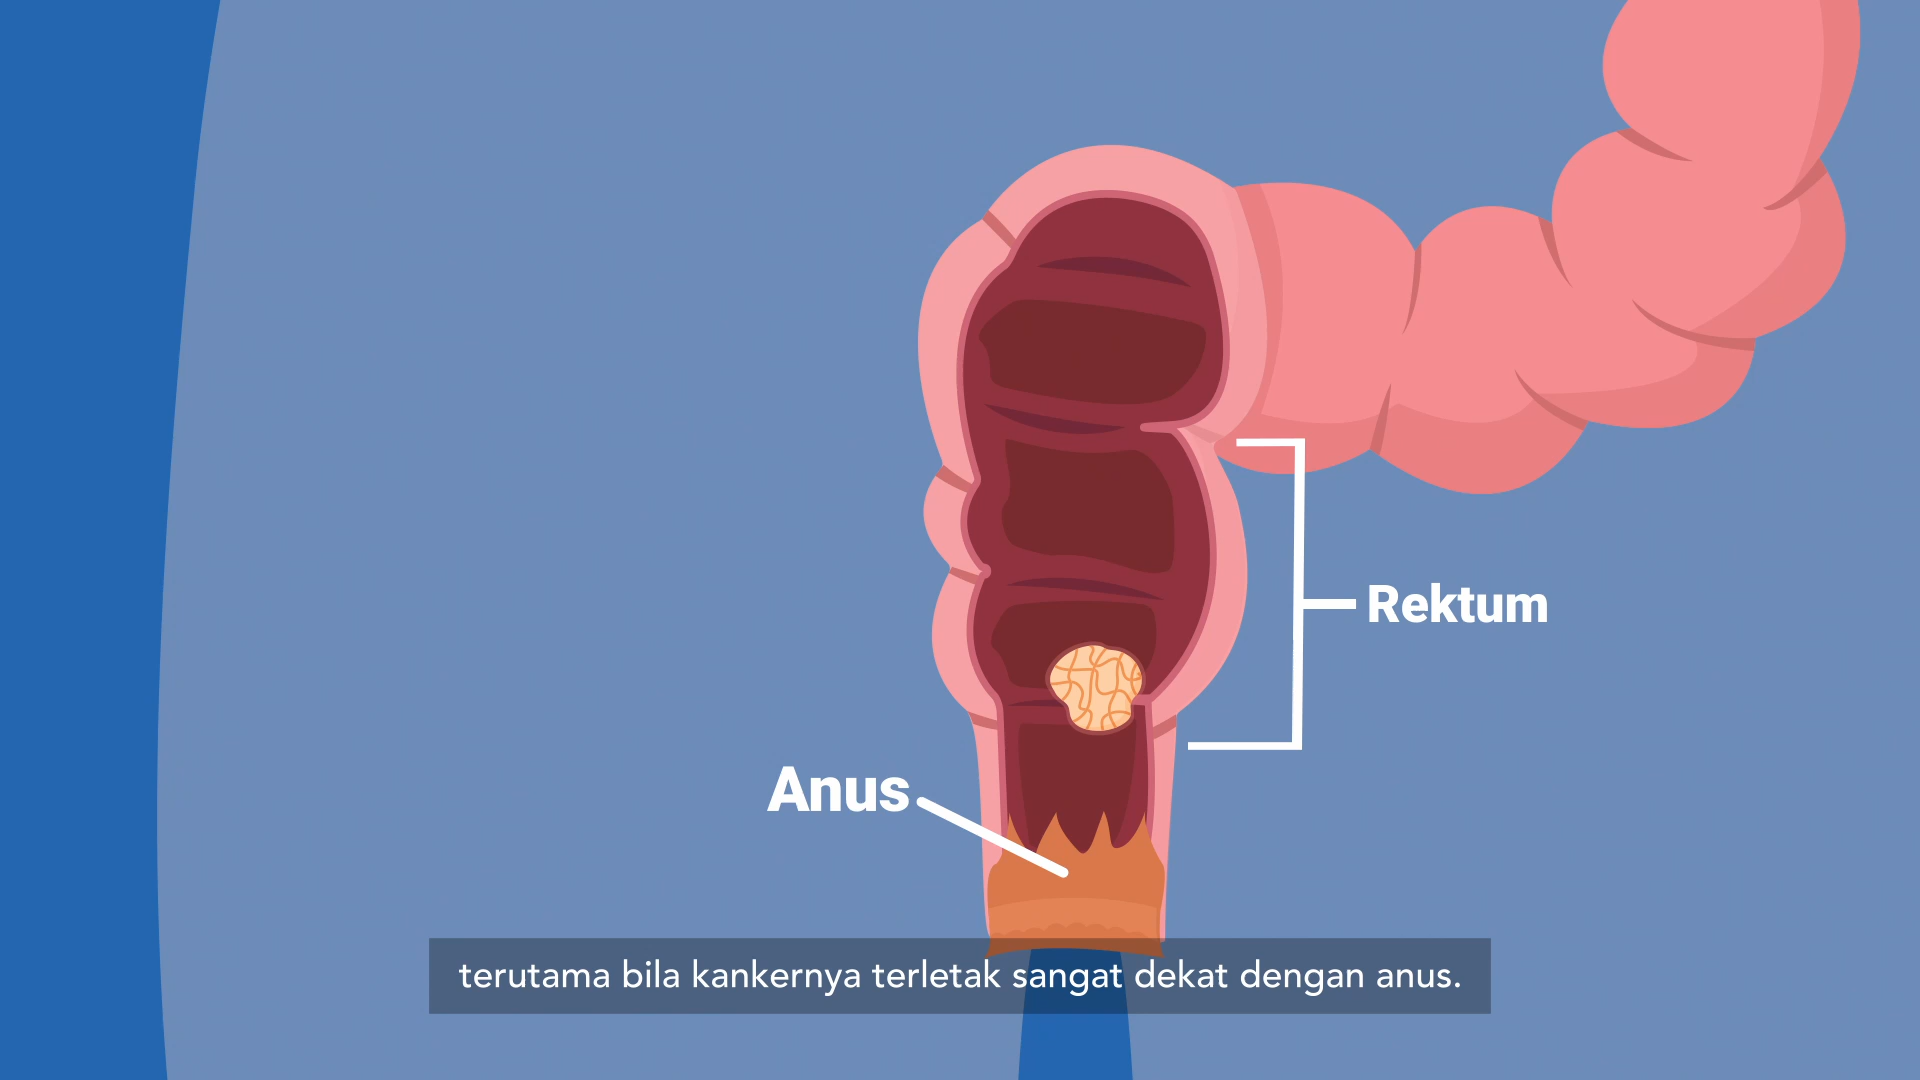 Rektum
Anus
terutama bila kankernya terletak sangat dekat dengan anus.